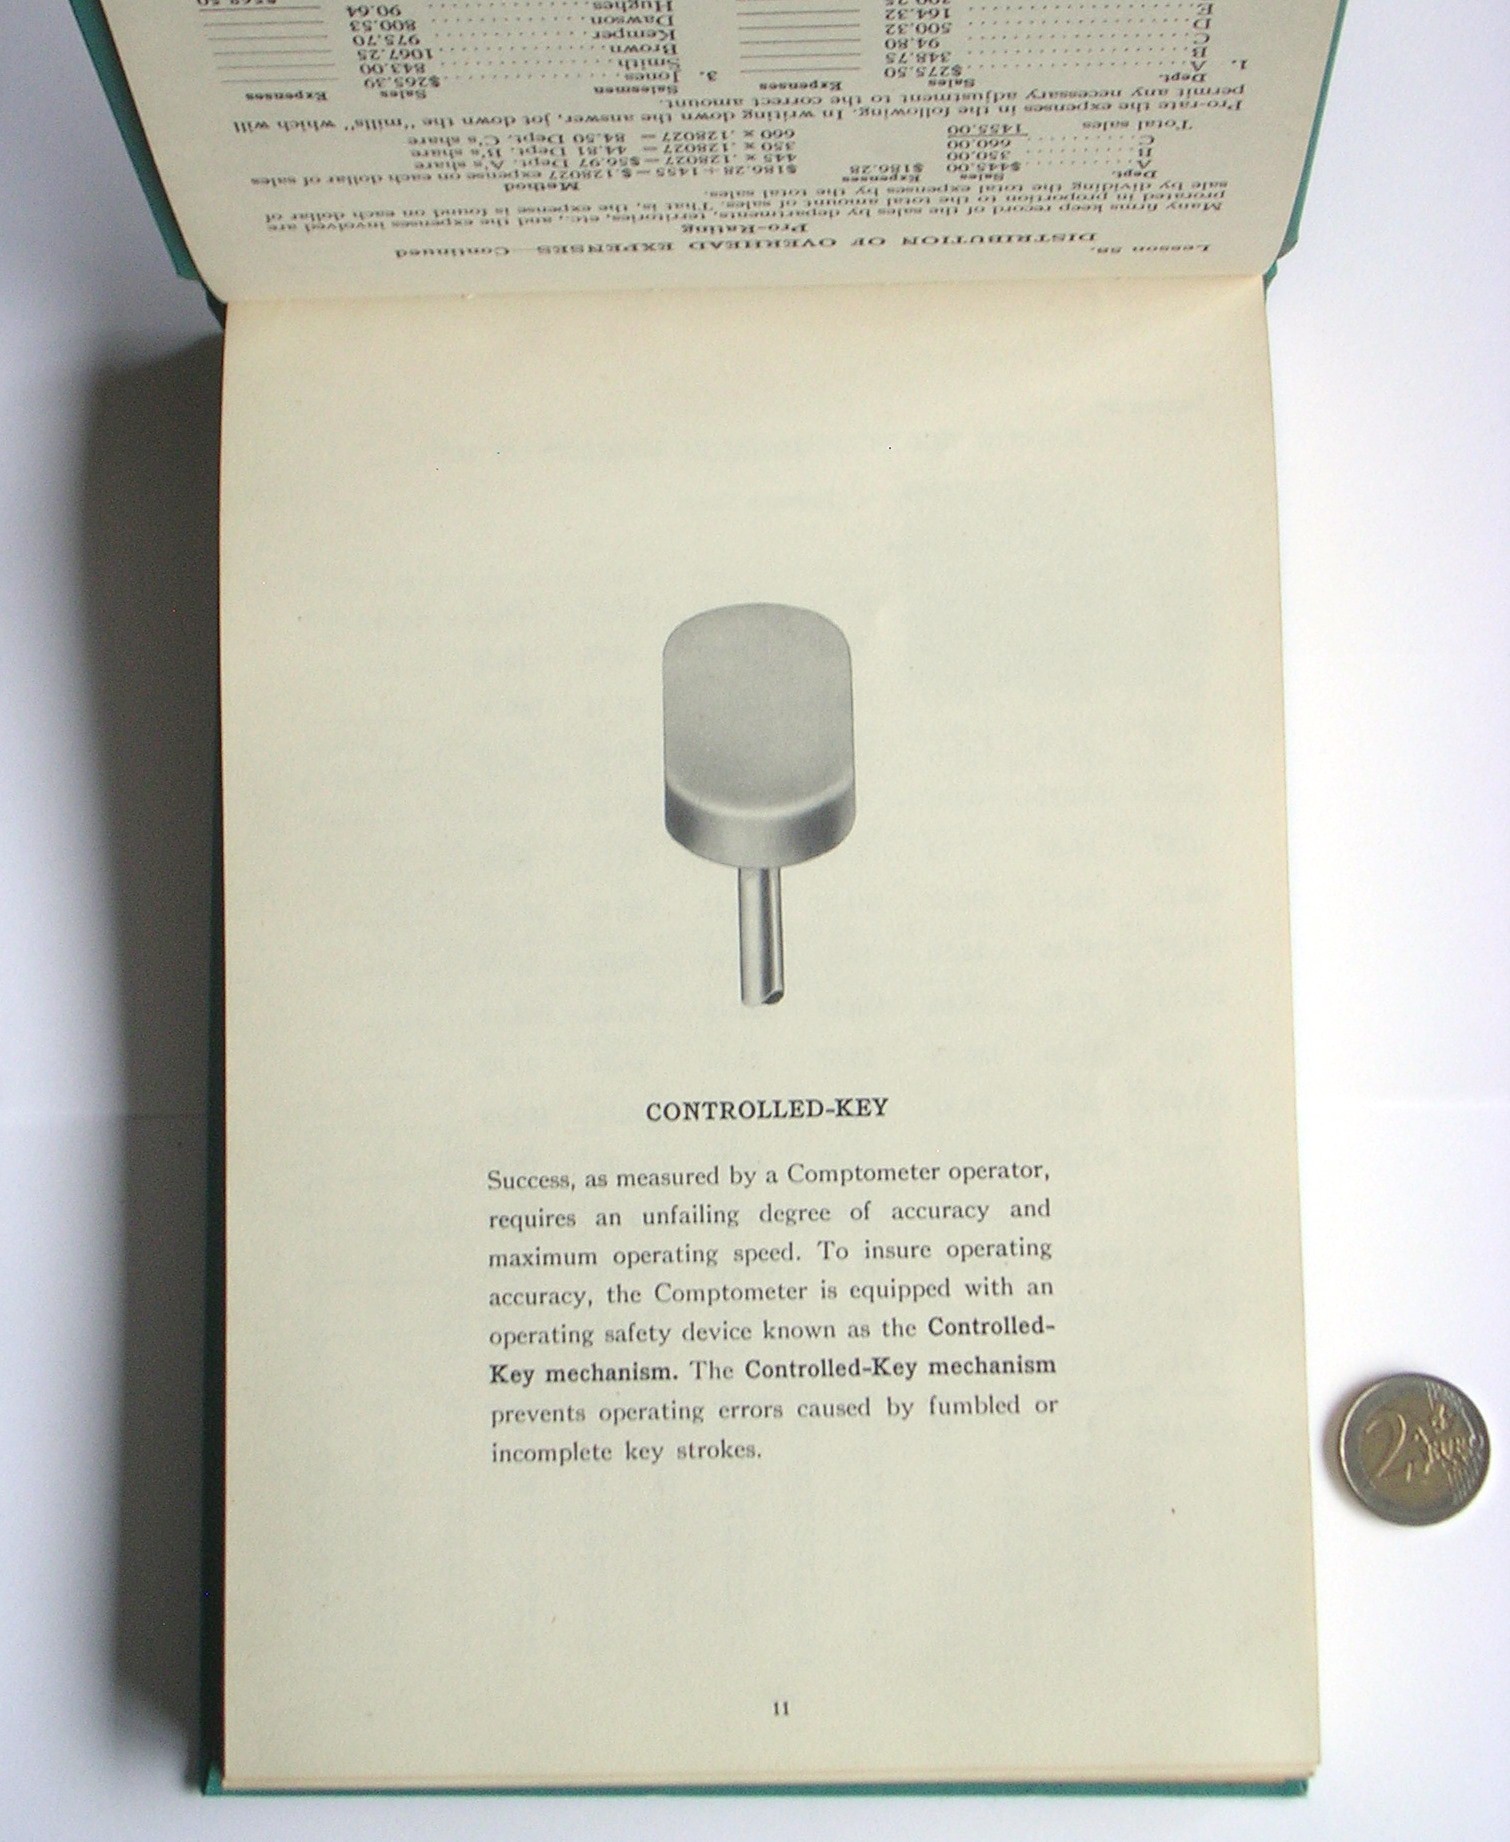 Lesson 58. DISTRIBUTION OF OVERHEAD EXPENSES—Continued
Pro-Rating
Many firms keep record of the sales by departments, territories, etc., and the expenses involved are
prorated in proportion to the total amount of sales. That is, the expense is found on each dollar of
sale by dividing the total expenses by the total sales.
Dept. Sales Expenses Method
A $445.00 $186.28 $186.28 ÷ 1455 = $.128027 expense on each dollar of sales
B 350.00 445 x .128027 = $56.97 Dept. A's share
C 660.00 350 x .128027 = 44.81 Dept. B's share
Total sales 1455.00 660 x .128027 = 84.50 Dept. C's share
Pro-rate the expenses in the following. In writing down the answer, jot down the "mills" which will
permit any necessary adjustment to the correct amount.
Dept. Sales Expenses Salesmen Sales Expenses
1. A $275.50 3. Jones $265.39
B 348.75 Smith 843.00
C 94.80 Brown 1067.25
D 500.32 Kemper 975.70
E 164.32 Dawson 800.53
Hughes 90.64
CONTROLLED-KEY
Success, as measured by a Comptometer operator,
requires an unfailing degree of accuracy and
maximum operating speed. To insure operating
accuracy, the Comptometer is equipped with an
operating safety device known as the Controlled-
Key mechanism. The Controlled-Key mechanism
prevents operating errors caused by fumbled or
incomplete key strokes.
11
2 EURO